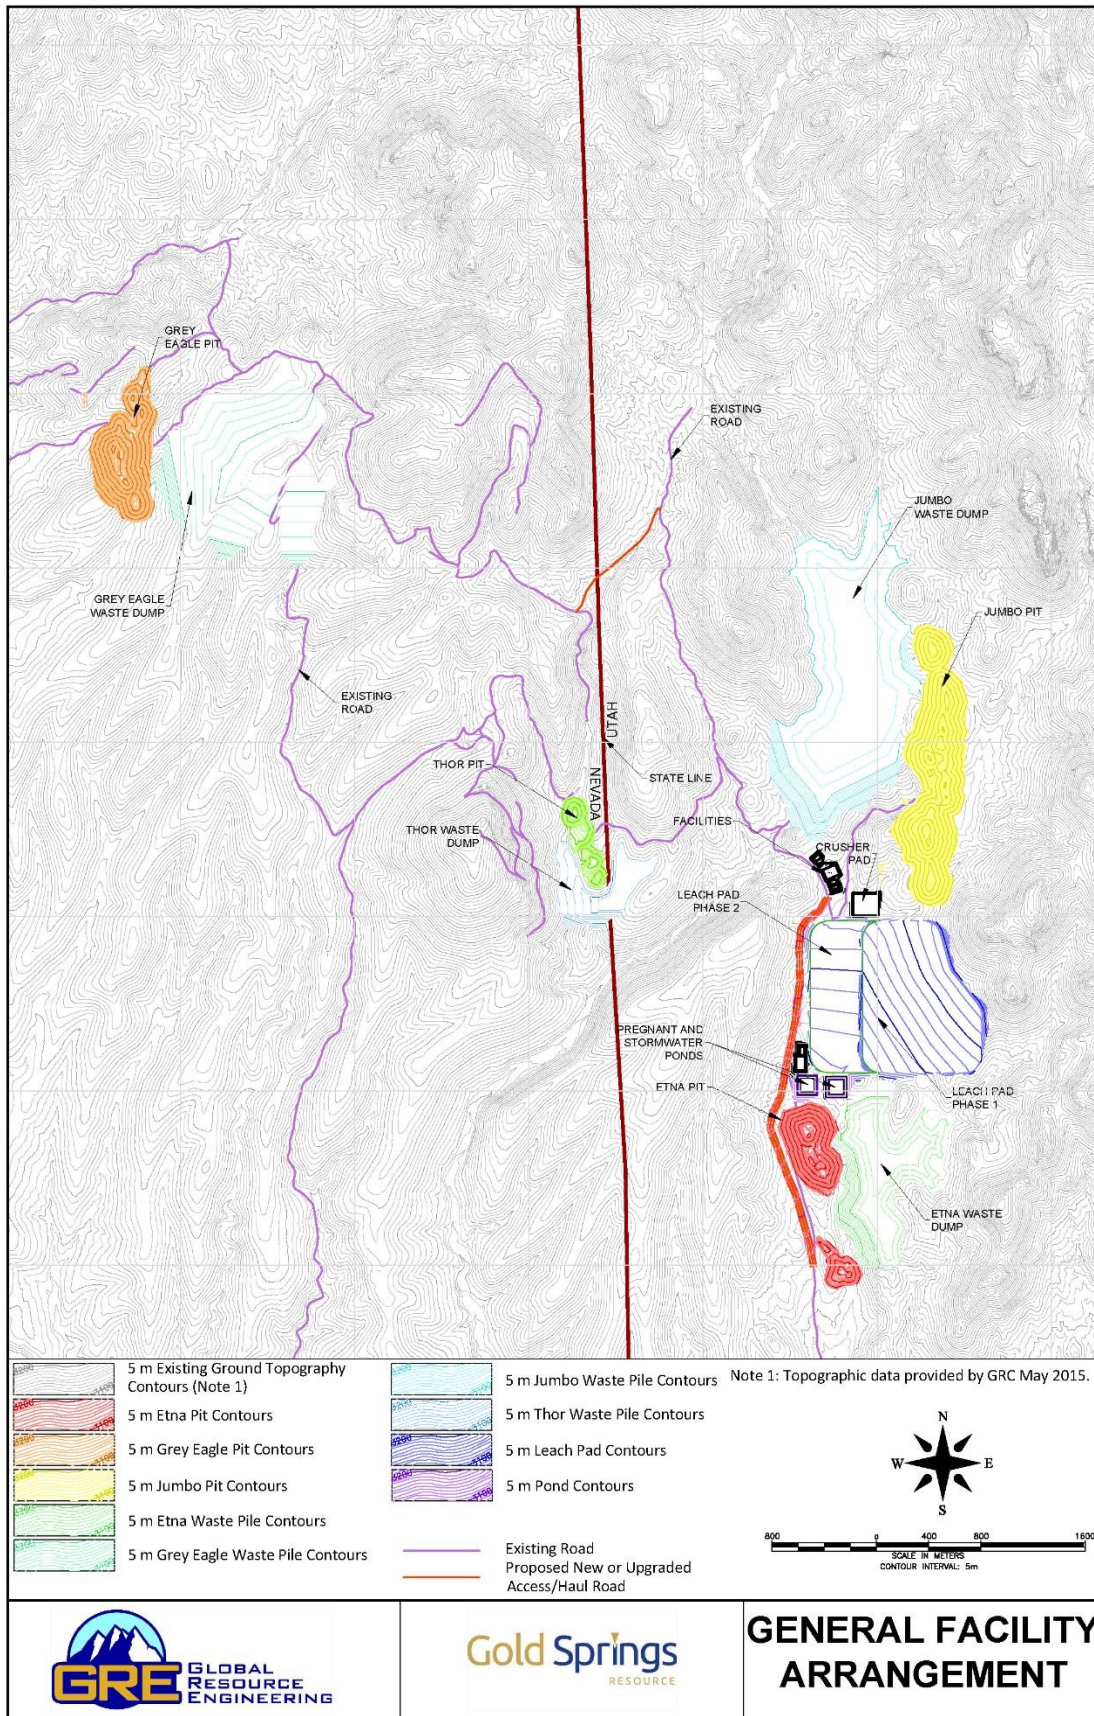 GREY
EAGLE PIT
EXISTING
ROAD
JUMBO
WASTE DUMP
GREY EAGLE
WASTE DUMP
JUMBO PIT
EXISTING
ROAD
UTAH
THOR PIT
STATE LINE
NEVADA
THOR WASTE
DUMP
FACILITIES
CRUSHER
PAD
LEACH PAD
PHASE 2
PREGNANT AND
STORMWATER
PONDS
ETNA PIT
LEACH PAD
PHASE 1
ETNA WASTE
DUMP
5 m Existing Ground Topography
Contours (Note 1)
5 m Etna Pit Contours
5 m Grey Eagle Pit Contours
5 m Jumbo Pit Contours
5 m Etna Waste Pile Contours
5 m Grey Eagle Waste Pile Contours
5 m Jumbo Waste Pile Contours
5 m Thor Waste Pile Contours
5 m Leach Pad Contours
5 m Pond Contours
Existing Road
Proposed New or Upgraded
Access/Haul Road
Note 1: Topographic data provided by GRC May 2015.
N
W E
S
800 0 400 800 1600
SCALE IN METERS
CONTOUR INTERVAL: 5m
GRE GLOBAL
RESOURCE
ENGINEERING
Gold Springs
RESOURCE
GENERAL FACILITY
ARRANGEMENT